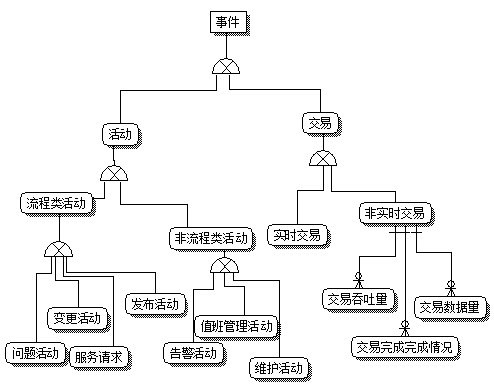 事件
活动
交易
流程类活动
非流程类活动
实时交易
非实时交易
问题活动
变更活动
服务请求
发布活动
告警活动
值班管理活动
维护活动
交易吞吐量
交易完成完成情况
交易数据量